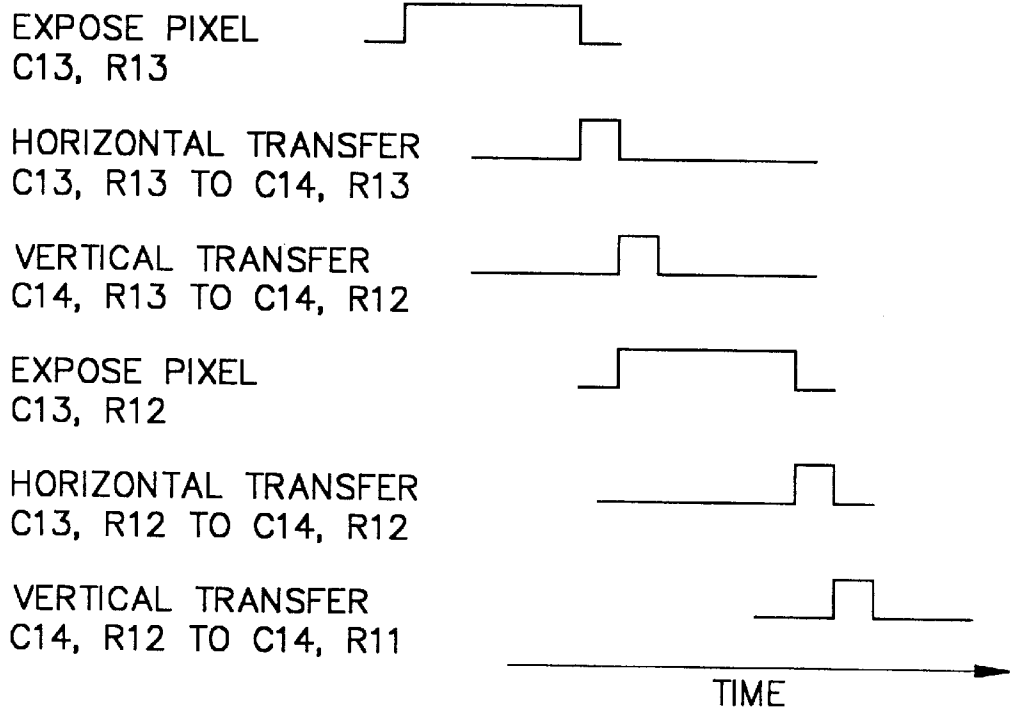 EXPOSE PIXEL
C13, R13
HORIZONTAL TRANSFER
C13, R13 TO C14, R13
VERTICAL TRANSFER
C14, R13 TO C14, R12
EXPOSE PIXEL
C13, R12
HORIZONTAL TRANSFER
C13, R12 TO C14, R12
VERTICAL TRANSFER
C14, R12 TO C14, R11
TIME